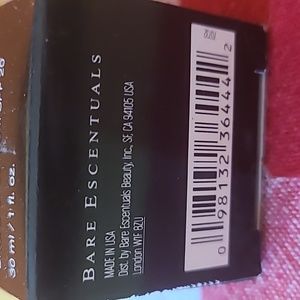 BARE ESCENTUALS
MADE IN USA
Dist. by Bare Escentuals Beauty, Inc., SF, CA 94105 USA
London W1F 8ZU
30 ml / 1 fl. oz.
0 98132 36444 2